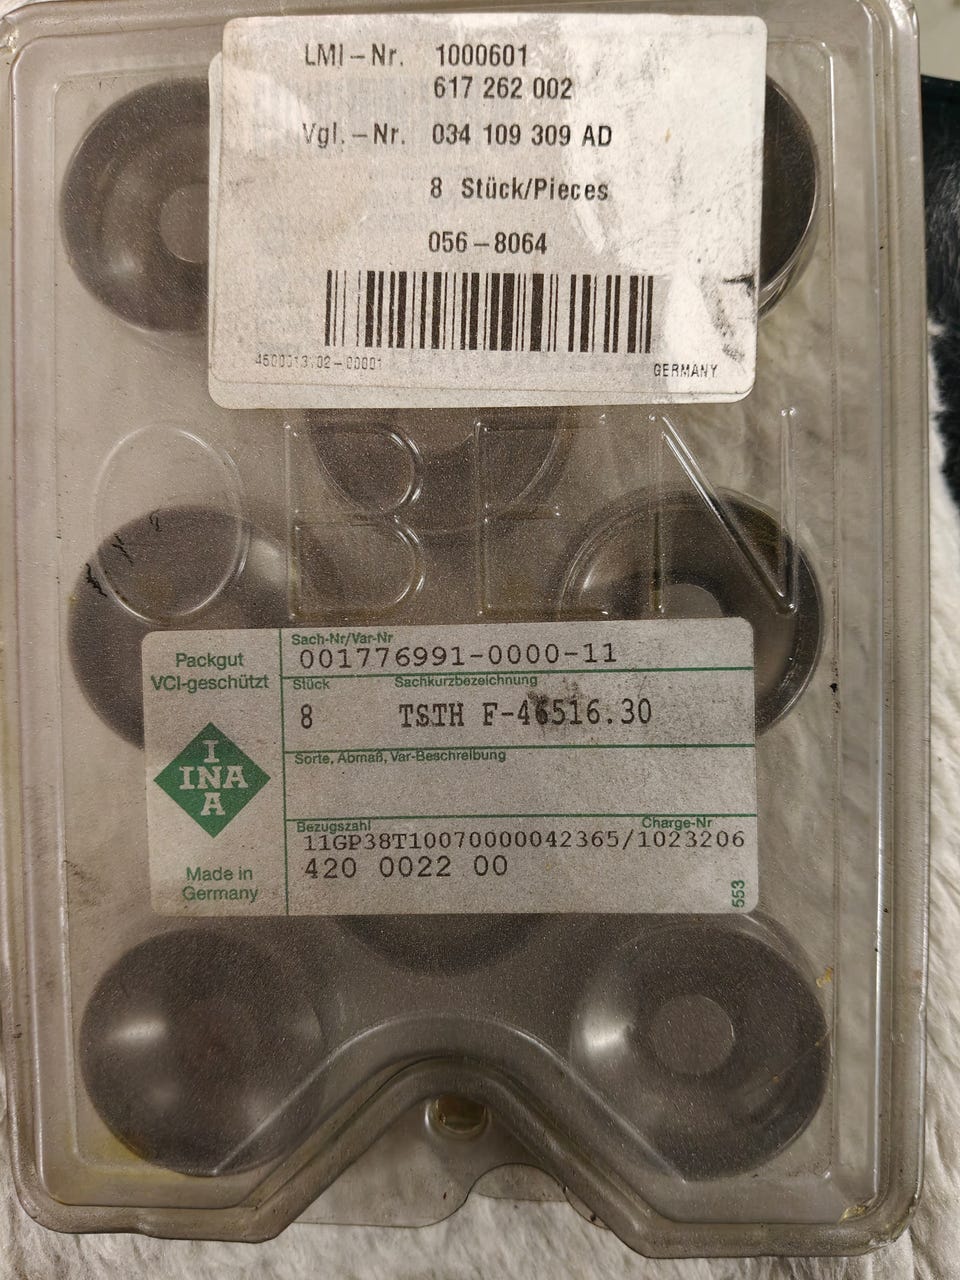 LMI-Nr. 1000601
617 262 002
Vgl.-Nr. 034 109 309 AD
8 Stück/Pieces
056-8064
GERMANY
OBEN
Packgut
VCI-geschützt
INA
INA
Made in
Germany
Sach-Nr/Var-Nr
001776991-0000-11
Stück Sachkurzbezeichnung
8 TSTH F-46516.30
Sorte, Abmaß, Var-Beschreibung
Bezugszahl Charge-Nr
11GP38T10070000042365/1023206
420 0022 00
553